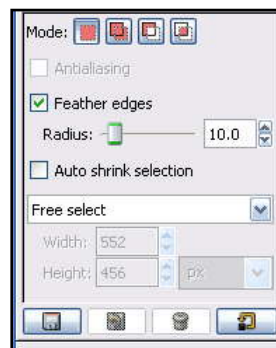 Mode:
Antialiasing
Feather edges
Radius: 10.0
Auto shrink selection
Free select
Width: 552
Height: 456 px